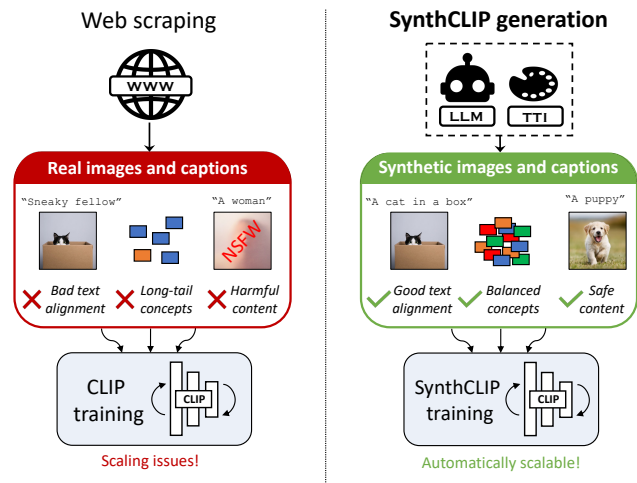 Web scraping
WWW
Real images and captions
"Sneaky fellow"
"A woman"
NSFW
Bad text
alignment
Long-tail
concepts
Harmful
content
CLIP
training
CLIP
Scaling issues!
SynthCLIP generation
LLM
TTI
Synthetic images and captions
"A cat in a box"
"A puppy"
Good text
alignment
Balanced
concepts
Safe
content
SynthCLIP
training
CLIP
Automatically scalable!